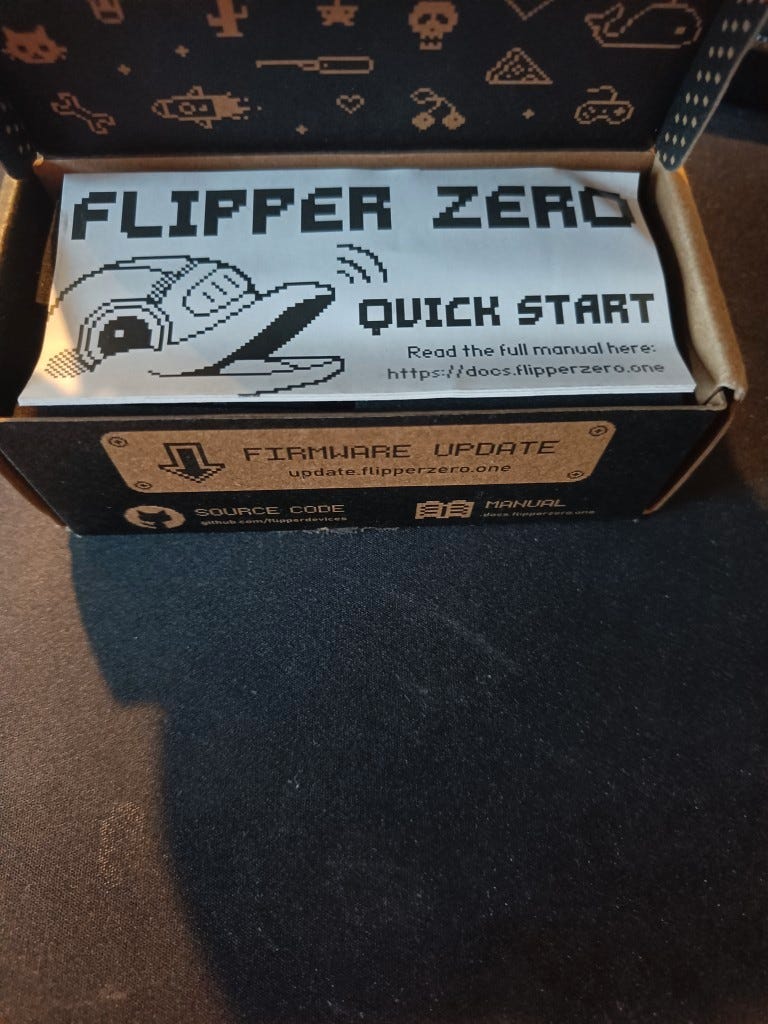 FLIPPER ZERO
QUICK START
Read the full manual here:
https://docs.flipperzero.one
FIRMWARE UPDATE
update.flipperzero.one
SOURCE CODE
github.com/flipperdevices
MANUAL
docs.flipperzero.one